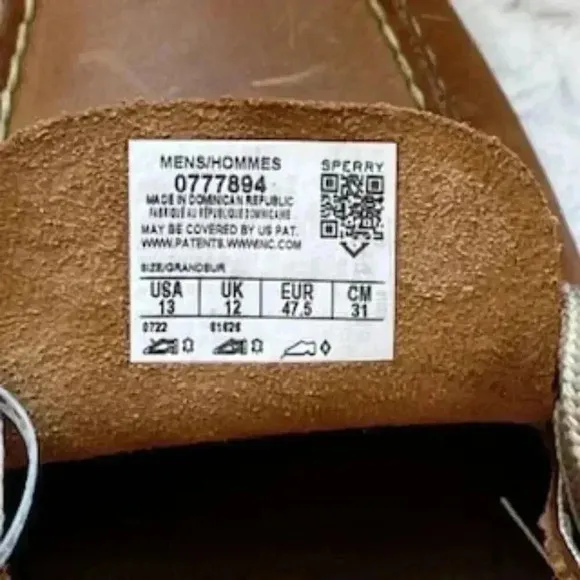 MENS/HOMMES
SPERRY
0777894
MADE IN DOMINICAN REPUBLIC
FABRIQUÉ AU RÉPUBLIQUE DOMINICAINE
MAY BE COVERED BY US PAT.
WWW.PATENTS.WWWINC.COM
SIZE/GRANDEUR
USA UK EUR CM
13 12 47.5 31
0722